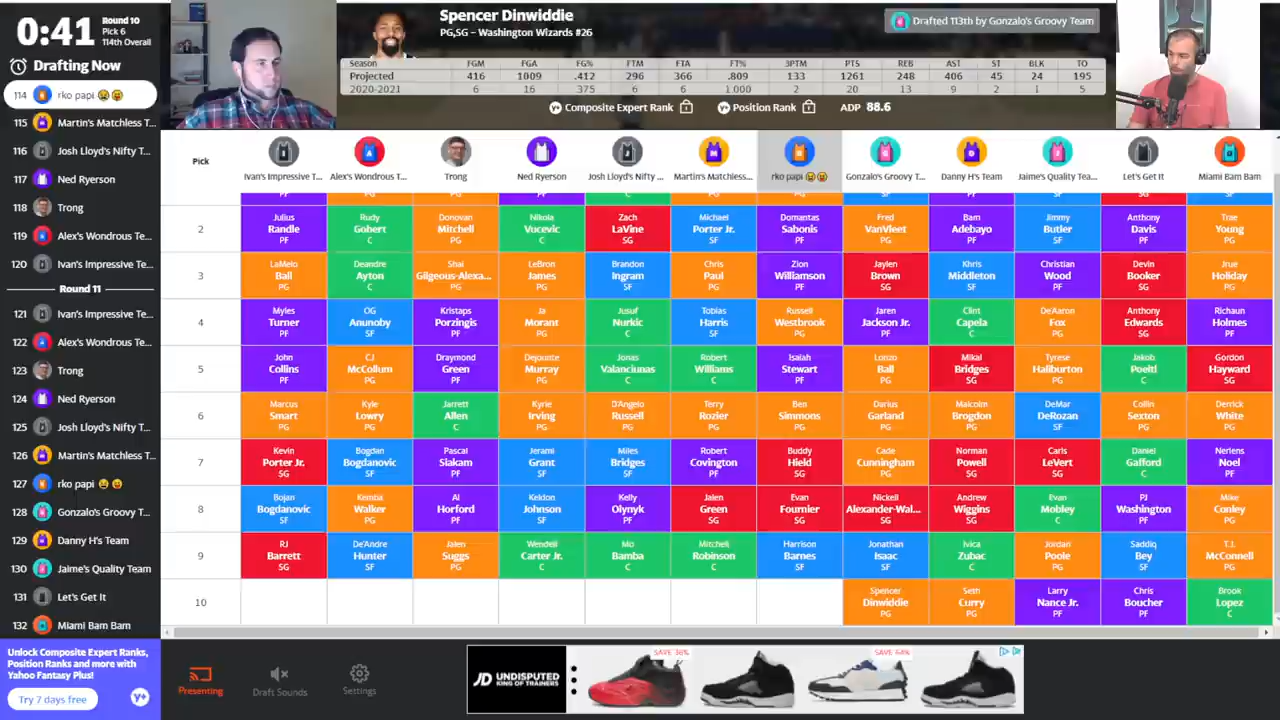 0:41
Round 10
Pick 6
114th Overall
Drafting Now
114 rko papi
115 Martin's Matchless T...
116 Josh Lloyd's Nifty T...
117 Ned Ryerson
118 Trong
119 Alex's Wondrous Te...
120 Ivan's Impressive Te...
Round 11
121 Ivan's Impressive Te...
122 Alex's Wondrous Te...
123 Trong
124 Ned Ryerson
125 Josh Lloyd's Nifty T...
126 Martin's Matchless T...
rko papi
128 Gonzalo's Groovy T...
129 Danny H's Team
130 Jaime's Quality Team
131 Let's Get It
132 Miami Bam Bam
Unlock Composite Expert Ranks,
Position Ranks and more with
Yahoo Fantasy Plus!
Try 7 days free
Y+
Spencer Dinwiddie
PG,SG – Washington Wizards #26
Drafted 113th by Gonzalo's Groovy Team
Season FGM FGA FG% FTM FTA FT% 3PTM PTS REB AST ST BLK TO
Projected 416 1009 .412 296 366 .809 133 1261 248 406 45 24 195
2020-2021 6 16 .375 6 6 1.000 2 20 13 9 2 1 5
Y+ Composite Expert Rank Y+ Position Rank ADP 88.6
Pick Ivan's Impressive T... Alex's Wondrous T... Trong Ned Ryerson Josh Lloyd's Nifty ... Martin's Matchless... rko papi Gonzalo's Groovy T... Danny H's Team Jaime's Quality Tea... Let's Get It Miami Bam Bam
PF PG PG PF C PG PG SF PF SF SG SF
Julius Rudy Donovan Nikola Zach Michael Domantas Fred Bam Jimmy Anthony Trae
2 Randle Gobert Mitchell Vucevic LaVine Porter Jr. Sabonis VanVleet Adebayo Butler Davis Young
PF C PG C SG SF PF PG PF SF PF PG
LaMelo Deandre Shai LeBron Brandon Chris Zion Jaylen Khris Christian Devin Jrue
3 Ball Ayton Gilgeous-Alexa... James Ingram Paul Williamson Brown Middleton Wood Booker Holiday
PG C PG PG SF PG PF SG SF PF SG PG
Myles OG Kristaps Ja Jusuf Tobias Russell Jaren Clint De'Aaron Anthony Richaun
4 Turner Anunoby Porzingis Morant Nurkic Harris Westbrook Jackson Jr. Capela Fox Edwards Holmes
PF SF PF PG C SF PG PF C PG SG PF
John CJ Draymond Dejounte Jonas Robert Isaiah Lonzo Mikal Tyrese Jakob Gordon
5 Collins McCollum Green Murray Valanciunas Williams Stewart Ball Bridges Haliburton Poeltl Hayward
PF PG PF PG C C PF PG SG PG C SG
Marcus Kyle Jarrett Kyrie D'Angelo Terry Ben Darius Malcolm DeMar Collin Derrick
6 Smart Lowry Allen Irving Russell Rozier Simmons Garland Brogdon DeRozan Sexton White
PG PG C PG PG PG PG PG PG SF PG PG
Kevin Bogdan Pascal Jerami Miles Robert Buddy Cade Norman Caris Daniel Nerlens
7 Porter Jr. Bogdanovic Siakam Grant Bridges Covington Hield Cunningham Powell LeVert Gafford Noel
SG SF PF SF SF PF SG PG SG SG C PF
Bojan Kemba Al Keldon Kelly Jalen Evan Nickeil Andrew Evan PJ Mike
8 Bogdanovic Walker Horford Johnson Olynyk Green Fournier Alexander-Wal... Wiggins Mobley Washington Conley
SF PG PF SF PF SG SG SG SG C PF PG
RJ De'Andre Jalen Wendell Mo Mitchell Harrison Jonathan Ivica Jordan Saddiq T.J.
9 Barrett Hunter Suggs Carter Jr. Bamba Robinson Barnes Isaac Zubac Poole Bey McConnell
SG SF PG C C C SF SF C PG SF PG
Spencer Seth Larry Chris Brook
10 Dinwiddie Curry Nance Jr. Boucher Lopez
PG PG PF PF C
Presenting
Draft Sounds
Settings
JD UNDISPUTED
KING OF TRAINERS
SAVE 36%
SAVE 64%